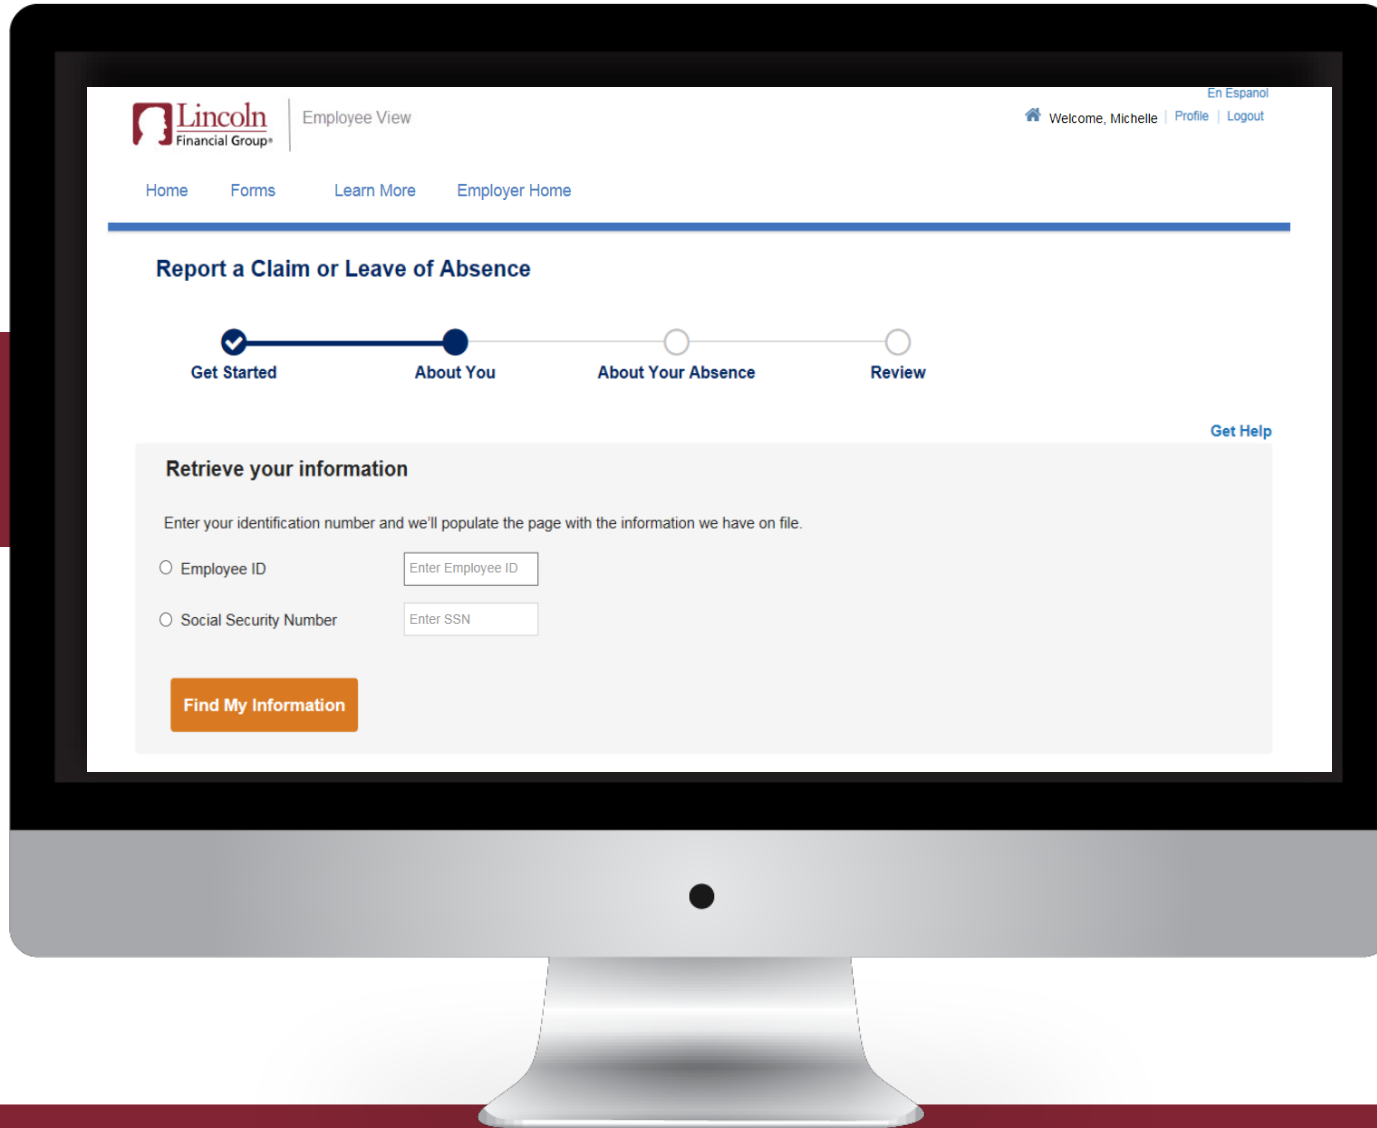 En Espanol
Lincoln
Financial Group®
Employee View
Welcome, Michelle | Profile | Logout
Home Forms Learn More Employer Home
Report a Claim or Leave of Absence
Get Started About You About Your Absence Review
Get Help
Retrieve your information
Enter your identification number and we'll populate the page with the information we have on file.
Employee ID Enter Employee ID
Social Security Number Enter SSN
Find My Information